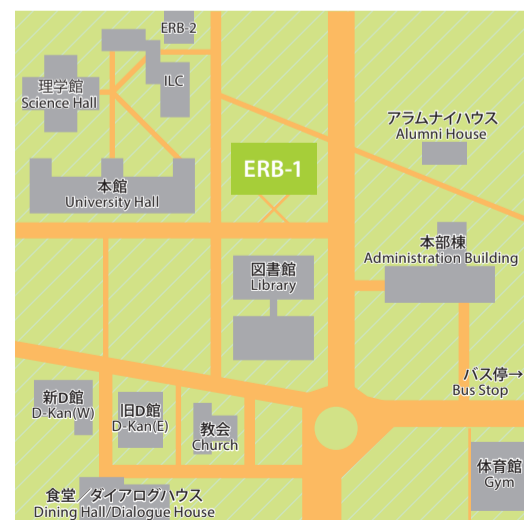 ERB-2
ILC
理学館
Science Hall
アラムナイハウス
Alumni House
ERB-1
本館
University Hall
本部棟
Administration Building
図書館
Library
バス停→
Bus Stop
新D館
D-Kan(W)
旧D館
D-Kan(E)
教会
Church
体育館
Gym
食堂／ダイアログハウス
Dining Hall/Dialogue House